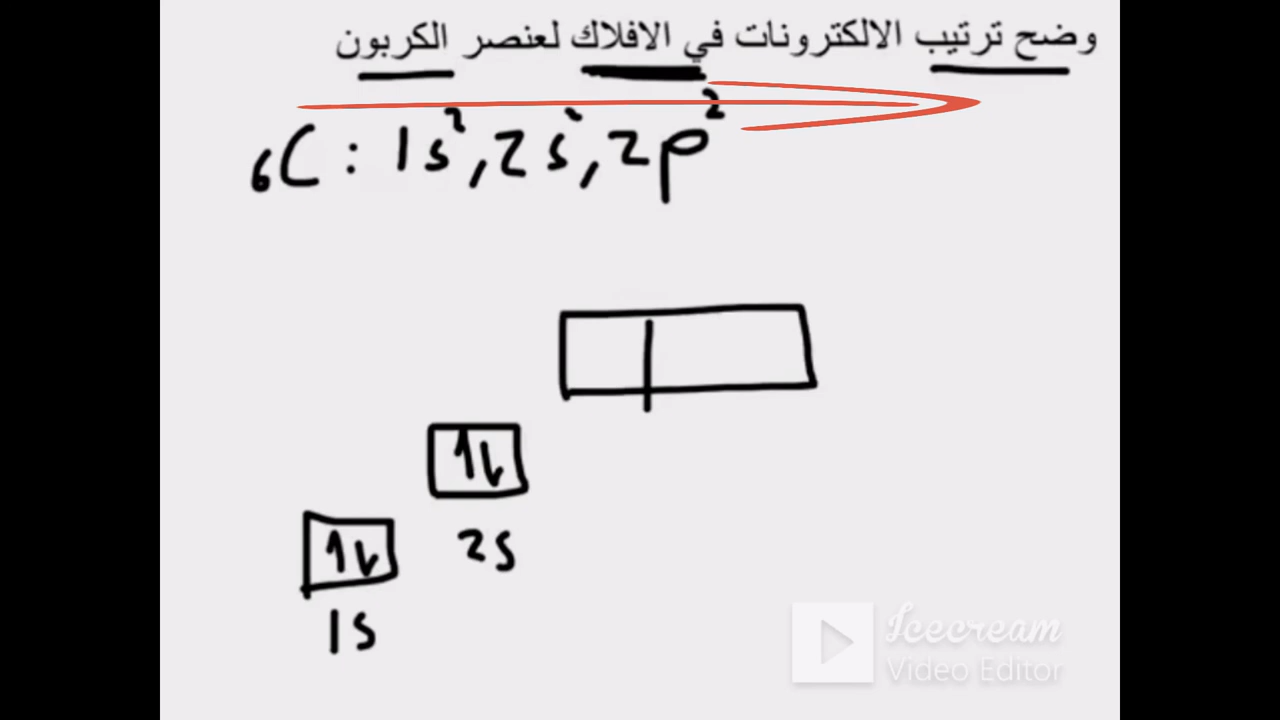 وضح ترتيب الالكترونات في الافلاك لعنصر الكربون
₆C : 1s², 2s², 2p²
2s
1s
Icecream
Video Editor